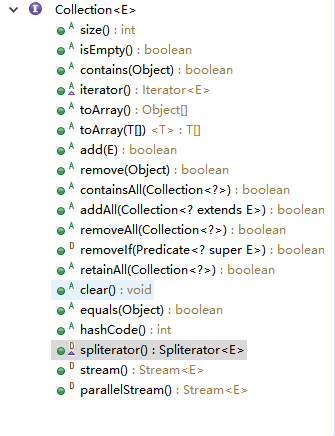 Collection<E>
size() : int
isEmpty() : boolean
contains(Object) : boolean
iterator() : Iterator<E>
toArray() : Object[]
toArray(T[]) <T> : T[]
add(E) : boolean
remove(Object) : boolean
containsAll(Collection<?>) : boolean
addAll(Collection<? extends E>) : boolean
removeAll(Collection<?>) : boolean
removeIf(Predicate<? super E>) : boolean
retainAll(Collection<?>) : boolean
clear() : void
equals(Object) : boolean
hashCode() : int
spliterator() : Spliterator<E>
stream() : Stream<E>
parallelStream() : Stream<E>